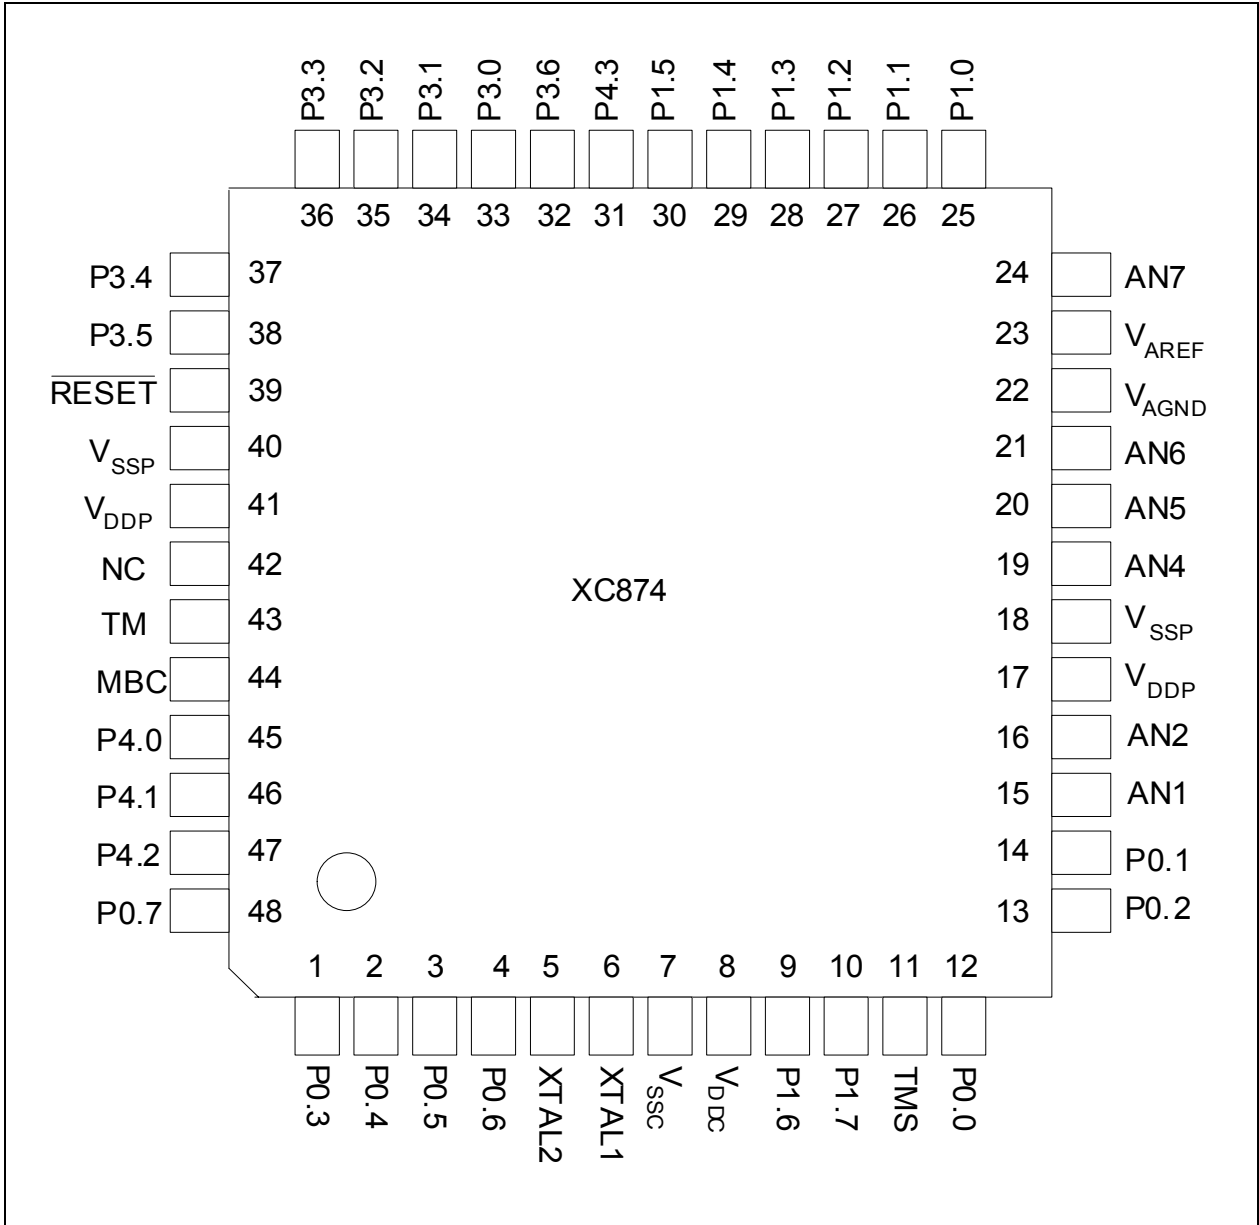 P3.3 P3.2 P3.1 P3.0 P3.6 P4.3 P1.5 P1.4 P1.3 P1.2 P1.1 P1.0
36 35 34 33 32 31 30 29 28 27 26 25
P3.4 37 24 AN7
P3.5 38 23 VAREF
RESET 39 22 VAGND
VSSP 40 21 AN6
VDDP 41 20 AN5
NC 42 19 AN4
XC874
TM 43 18 VSSP
MBC 44 17 VDDP
P4.0 45 16 AN2
P4.1 46 15 AN1
P4.2 47 14 P0.1
P0.7 48 13 P0.2
1 2 3 4 5 6 7 8 9 10 11 12
P0.3 P0.4 P0.5 P0.6 XTAL2 XTAL1 VSSC VDDC P1.6 P1.7 TMS P0.0